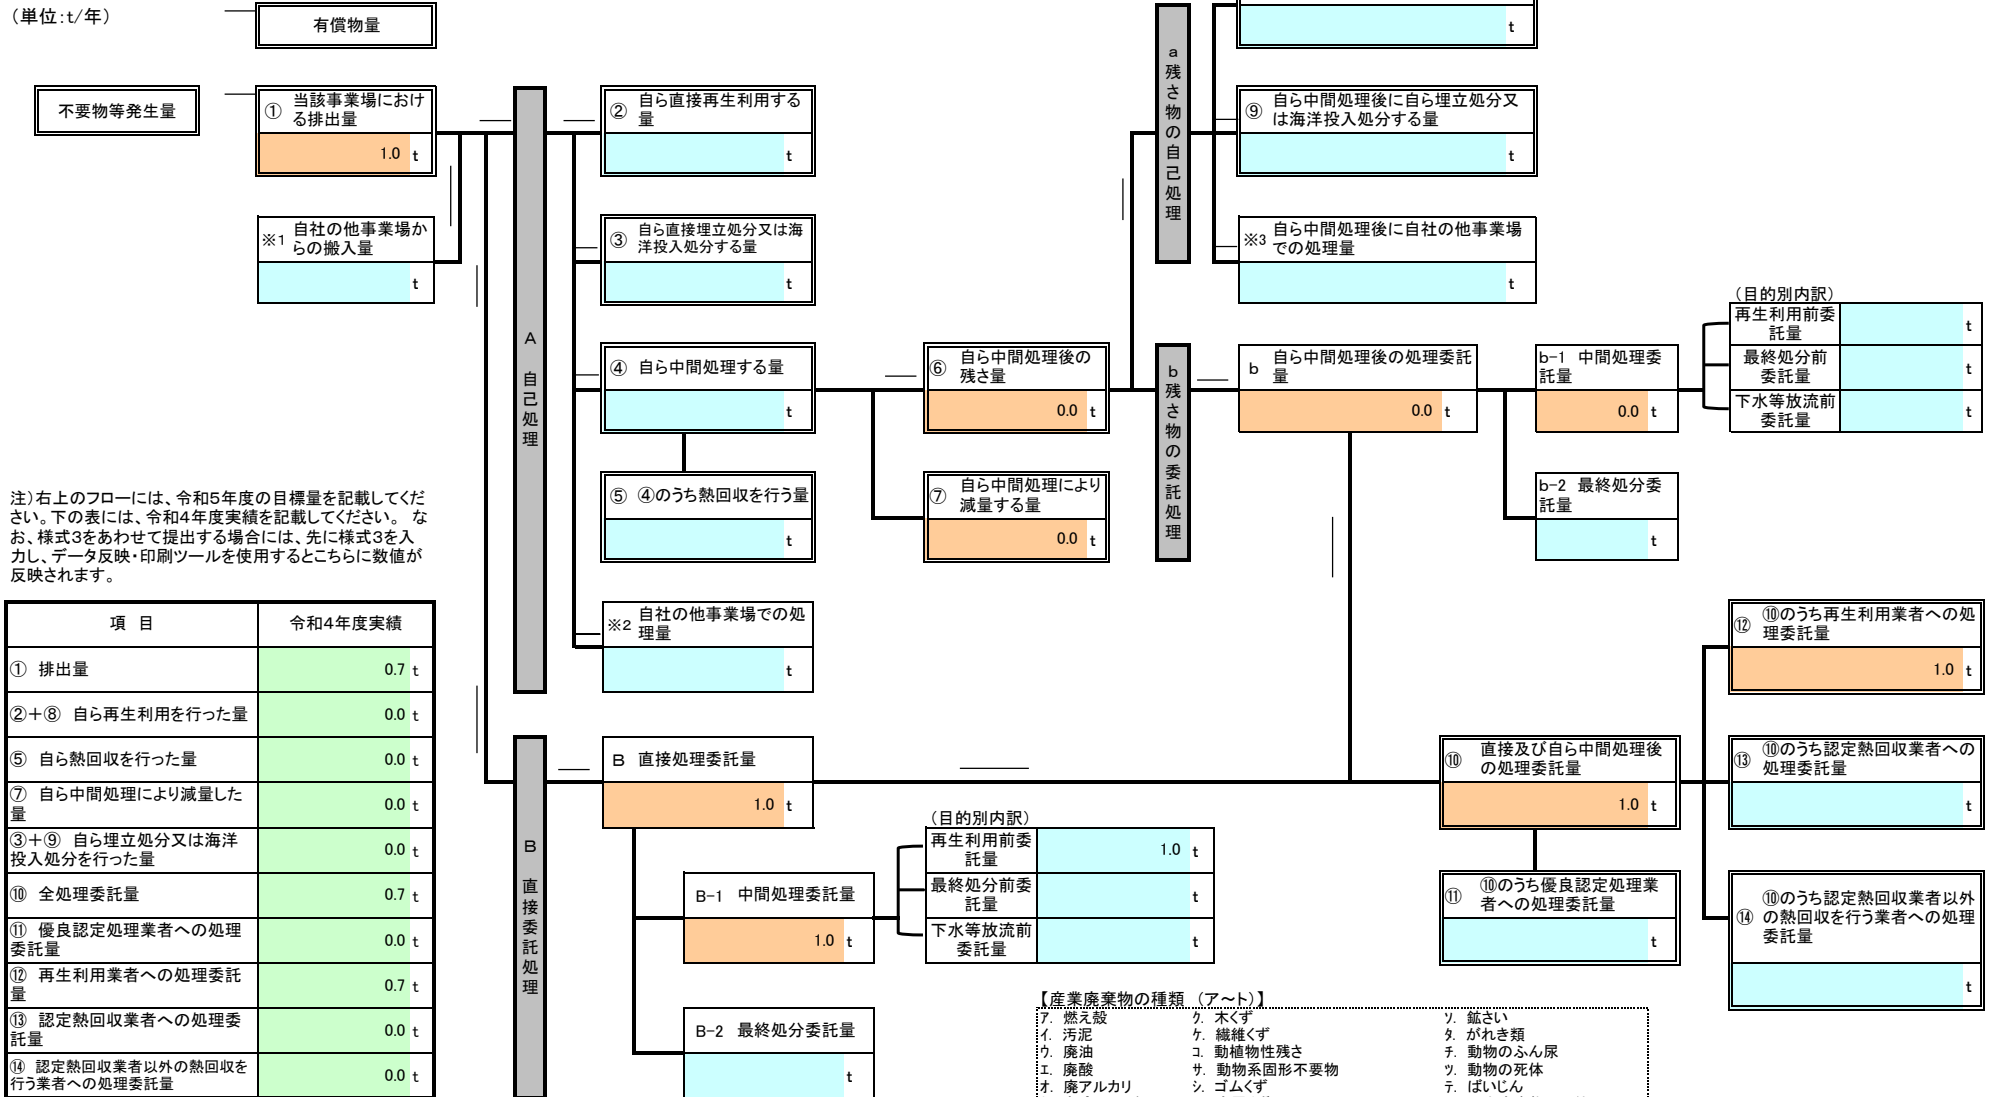 (単位:t/年)
有償物量
不要物等発生量
① 当該事業場におけ
る排出量
1.0 t
※1 自社の他事業場か
らの搬入量
t
A 自己処理
② 自ら直接再生利用する
量
t
③ 自ら直接埋立処分又は海
洋投入処分する量
t
④ 自ら中間処理する量
t
⑤ ④のうち熱回収を行う量
t
※2 自社の他事業場での処
理量
t
⑥ 自ら中間処理後の
残さ量
0.0 t
⑦ 自ら中間処理により
減量する量
0.0 t
a 残さ物の自己処理
t
⑨ 自ら中間処理後に自ら埋立処分又
は海洋投入処分する量
t
※3 自ら中間処理後に自社の他事業場
での処理量
t
b 残さ物の委託処理
b 自ら中間処理後の処理委託
量
0.0 t
b-1 中間処理委
託量
0.0 t
(目的別内訳)
再生利用前委
託量
t
最終処分前
委託量
t
下水等放流前
委託量
t
b-2 最終処分委
託量
t
注)右上のフローには、令和5年度の目標量を記載してくだ
さい。下の表には、令和4年度実績を記載してください。 な
お、様式3をあわせて提出する場合には、先に様式3を入
力し、データ反映・印刷ツールを使用するとこちらに数値が
反映されます。
項 目 令和4年度実績
① 排出量 0.7 t
②+⑧ 自ら再生利用を行った量 0.0 t
⑤ 自ら熱回収を行った量 0.0 t
⑦ 自ら中間処理により減量した
量 0.0 t
③+⑨ 自ら埋立処分又は海洋
投入処分を行った量 0.0 t
⑩ 全処理委託量 0.7 t
⑪ 優良認定処理業者への処理
委託量 0.0 t
⑫ 再生利用業者への処理委託
量 0.7 t
⑬ 認定熱回収業者への処理委
託量 0.0 t
⑭ 認定熱回収業者以外の熱回収を
行う業者への処理委託量 0.0 t
B 直接委託処理
B 直接処理委託量
1.0 t
B-1 中間処理委託量
1.0 t
(目的別内訳)
再生利用前委
託量
1.0 t
最終処分前委
託量
t
下水等放流前
委託量
t
B-2 最終処分委託量
t
⑩ 直接及び自ら中間処理後
の処理委託量
1.0 t
⑪ ⑩のうち優良認定処理業
者への処理委託量
t
⑫ ⑩のうち再生利用業者への処
理委託量
1.0 t
⑬ ⑩のうち認定熱回収業者への
処理委託量
t
⑭ ⑩のうち認定熱回収業者以外
の熱回収を行う業者への処理
委託量
t
【産業廃棄物の種類 (ア～ト)】
ア. 燃え殻 ク. 木くず ソ. 鉱さい
イ. 汚泥 ケ. 繊維くず タ. がれき類
ウ. 廃油 コ. 動植物性残さ チ. 動物のふん尿
エ. 廃酸 サ. 動物系固形不要物 ツ. 動物の死体
オ. 廃アルカリ シ. ゴムくず テ. ばいじん